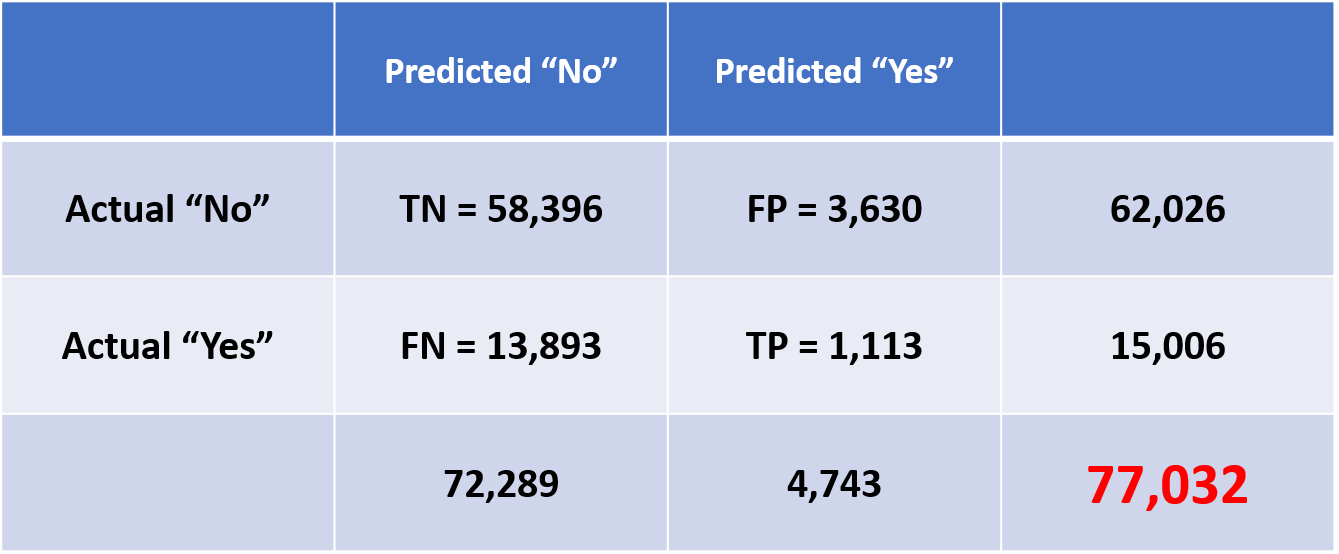 Predicted “No” Predicted “Yes”
Actual “No” TN = 58,396 FP = 3,630 62,026
Actual “Yes” FN = 13,893 TP = 1,113 15,006
72,289 4,743 77,032